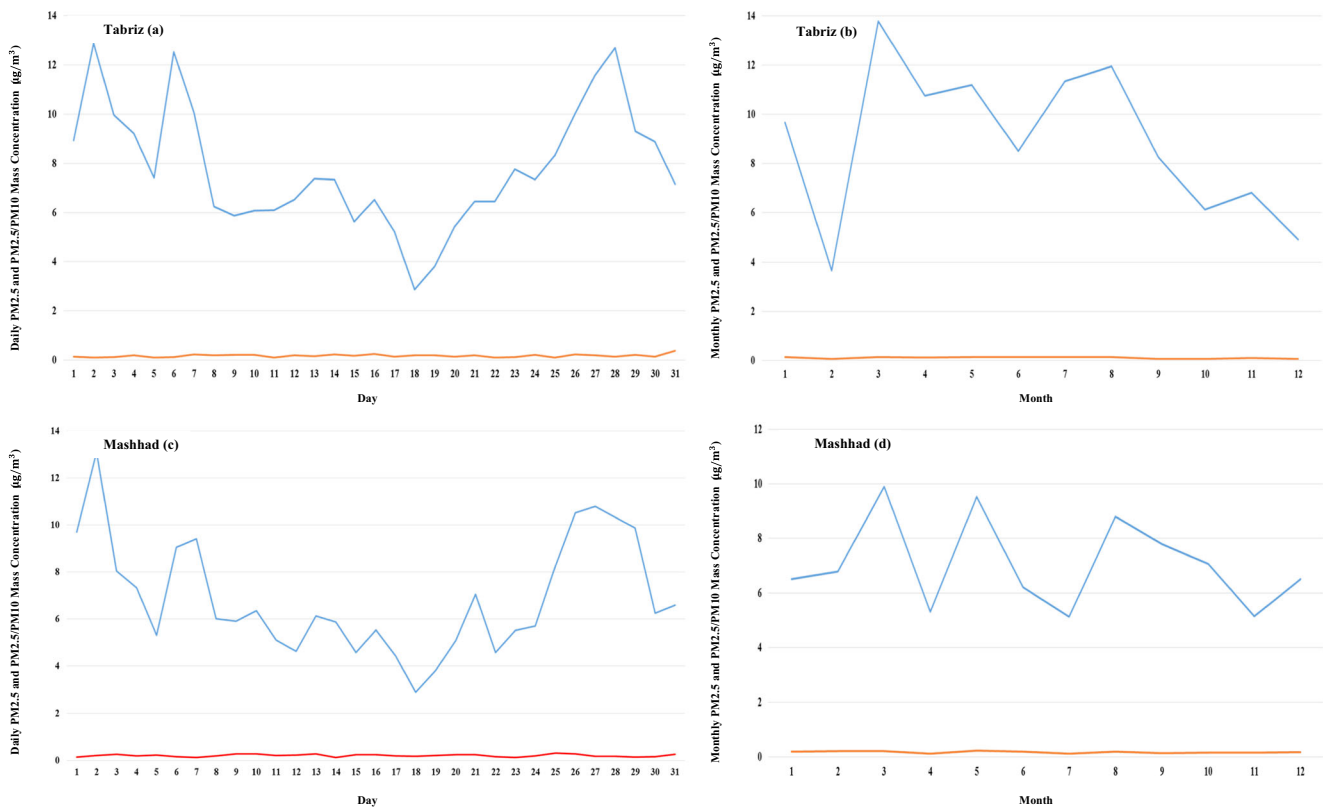 Tabriz (a)
Daily PM2.5 and PM2.5/PM10 Mass Concentration (µg/m³)
14
12
10
8
6
4
2
0
1 2 3 4 5 6 7 8 9 10 11 12 13 14 15 16 17 18 19 20 21 22 23 24 25 26 27 28 29 30 31
Day
Tabriz (b)
Monthly PM2.5 and PM2.5/PM10 Mass Concentration (µg/m³)
14
12
10
8
6
4
2
0
1 2 3 4 5 6 7 8 9 10 11 12
Month
Mashhad (c)
Daily PM2.5 and PM2.5/PM10 Mass Concentration (µg/m³)
14
12
10
8
6
4
2
0
1 2 3 4 5 6 7 8 9 10 11 12 13 14 15 16 17 18 19 20 21 22 23 24 25 26 27 28 29 30 31
Day
Mashhad (d)
Monthly PM2.5 and PM2.5/PM10 Mass Concentration (µg/m³)
12
10
8
6
4
2
0
1 2 3 4 5 6 7 8 9 10 11 12
Month